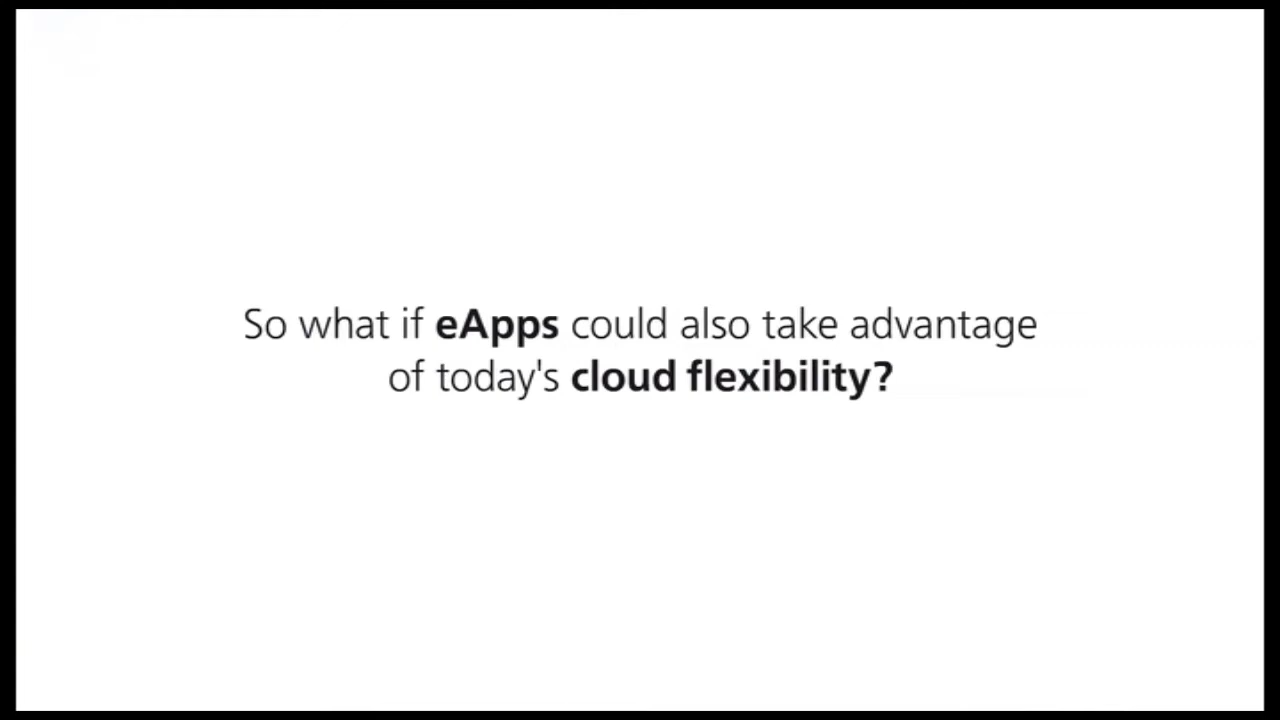 So what if eApps could also take advantage
of today's cloud flexibility?